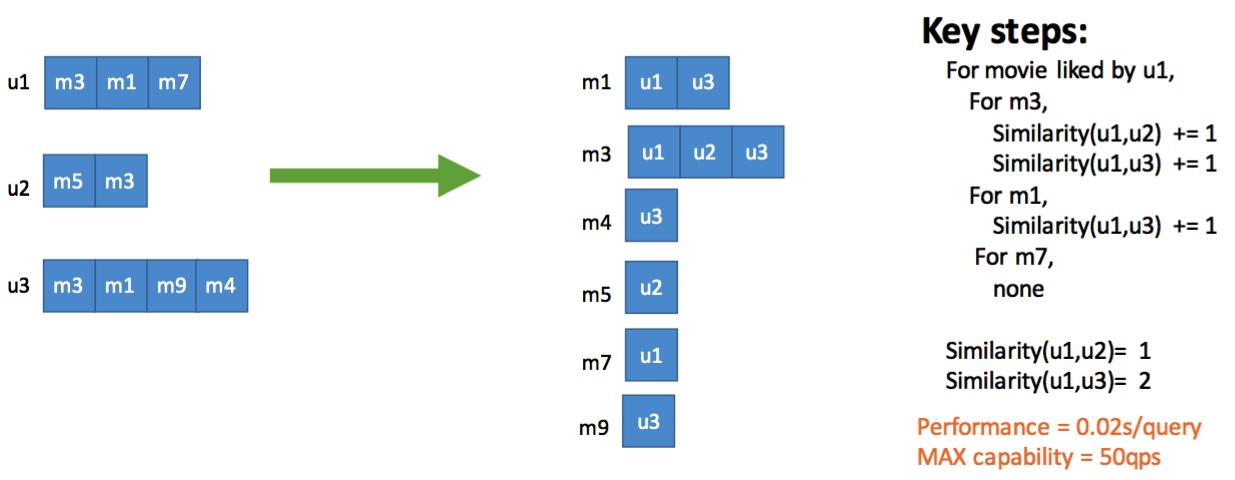 u1 m3 m1 m7
u2 m5 m3
u3 m3 m1 m9 m4
m1 u1 u3
m3 u1 u2 u3
m4 u3
m5 u2
m7 u1
m9 u3
Key steps:
For movie liked by u1,
For m3,
Similarity(u1,u2) += 1
Similarity(u1,u3) += 1
For m1,
Similarity(u1,u3) += 1
For m7,
none
Similarity(u1,u2)= 1
Similarity(u1,u3)= 2
Performance = 0.02s/query
MAX capability = 50qps